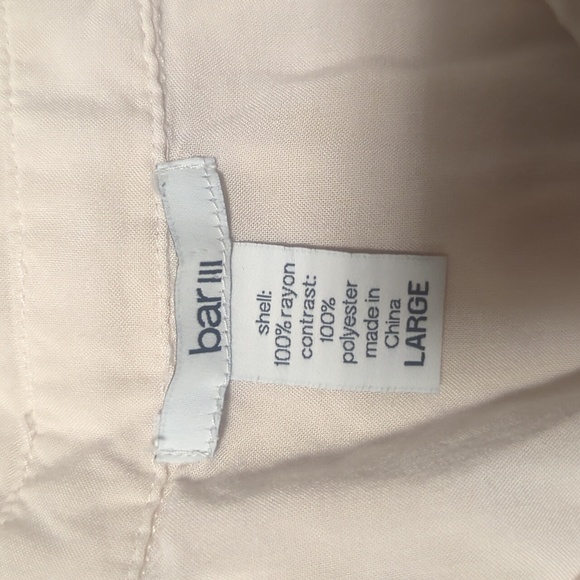 bar III
shell:
100% rayon
contrast:
100%
polyester
made in
China
LARGE